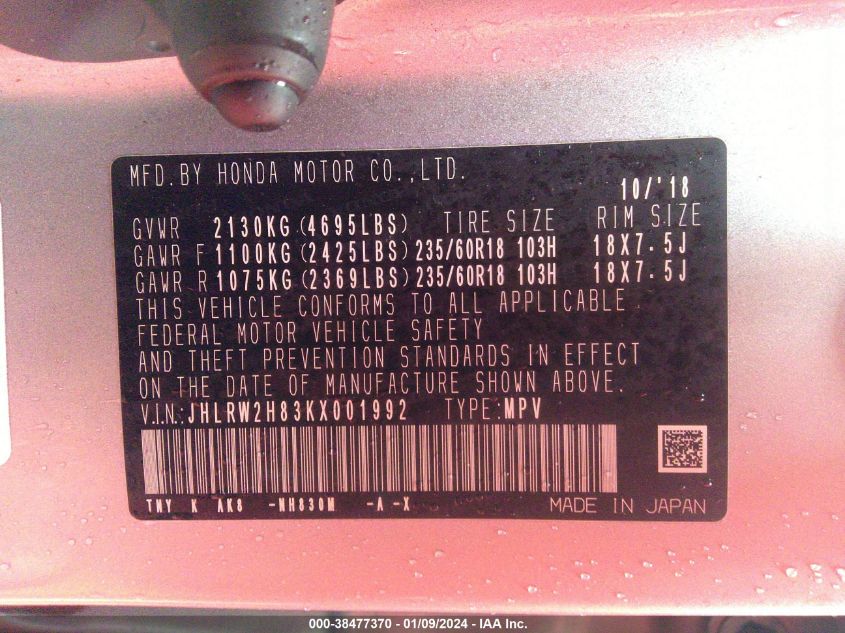 MFD.BY HONDA MOTOR CO.,LTD.
10/'18
GVWR 2130KG (4695LBS) TIRE SIZE RIM SIZE
GAWR F 1100KG (2425LBS) 235/60R18 103H 18X7.5J
GAWR R 1075KG (2369LBS) 235/60R18 103H 18X7.5J
THIS VEHICLE CONFORMS TO ALL APPLICABLE
FEDERAL MOTOR VEHICLE SAFETY
AND THEFT PREVENTION STANDARDS IN EFFECT
ON THE DATE OF MANUFACTURE SHOWN ABOVE.
V.I.N.:JHLRW2H83KX001992 TYPE:MPV
TMY K AK8 -NH830M -A -X MADE IN JAPAN
000-38477370 - 01/09/2024 - IAA Inc.